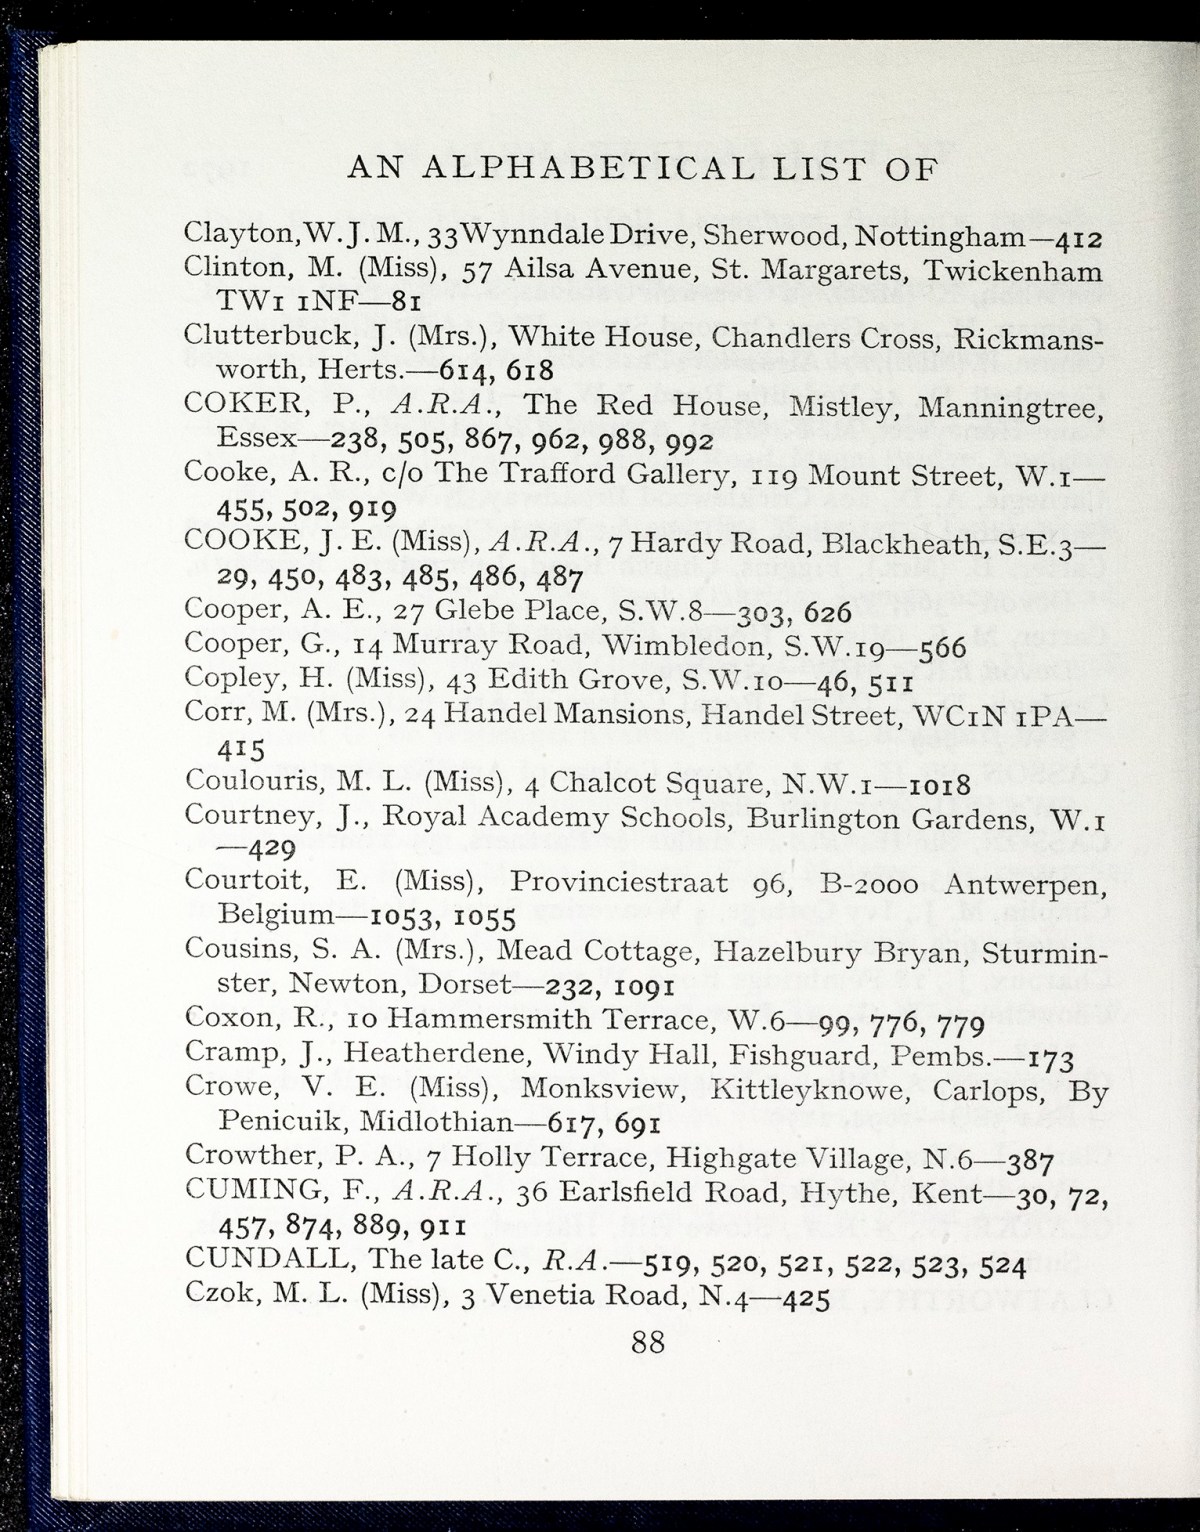 AN ALPHABETICAL LIST OF
Clayton, W. J. M., 33 Wynndale Drive, Sherwood, Nottingham—412
Clinton, M. (Miss), 57 Ailsa Avenue, St. Margarets, Twickenham
TW1 1NF—81
Clutterbuck, J. (Mrs.), White House, Chandlers Cross, Rickmans-
worth, Herts.—614, 618
COKER, P., A.R.A., The Red House, Mistley, Manningtree,
Essex—238, 505, 867, 962, 988, 992
Cooke, A. R., c/o The Trafford Gallery, 119 Mount Street, W.1—
455, 502, 919
COOKE, J. E. (Miss), A.R.A., 7 Hardy Road, Blackheath, S.E.3—
29, 450, 483, 485, 486, 487
Cooper, A. E., 27 Glebe Place, S.W.8—303, 626
Cooper, G., 14 Murray Road, Wimbledon, S.W.19—566
Copley, H. (Miss), 43 Edith Grove, S.W.10—46, 511
Corr, M. (Mrs.), 24 Handel Mansions, Handel Street, WC1N 1PA—
415
Coulouris, M. L. (Miss), 4 Chalcot Square, N.W.1—1018
Courtney, J., Royal Academy Schools, Burlington Gardens, W.1
—429
Courtoit, E. (Miss), Provinciestraat 96, B-2000 Antwerpen,
Belgium—1053, 1055
Cousins, S. A. (Mrs.), Mead Cottage, Hazelbury Bryan, Sturmin-
ster, Newton, Dorset—232, 1091
Coxon, R., 10 Hammersmith Terrace, W.6—99, 776, 779
Cramp, J., Heatherdene, Windy Hall, Fishguard, Pembs.—173
Crowe, V. E. (Miss), Monksview, Kittleyknowe, Carlops, By
Penicuik, Midlothian—617, 691
Crowther, P. A., 7 Holly Terrace, Highgate Village, N.6—387
CUMING, F., A.R.A., 36 Earlsfield Road, Hythe, Kent—30, 72,
457, 874, 889, 911
CUNDALL, The late C., R.A.—519, 520, 521, 522, 523, 524
Czok, M. L. (Miss), 3 Venetia Road, N.4—425
88